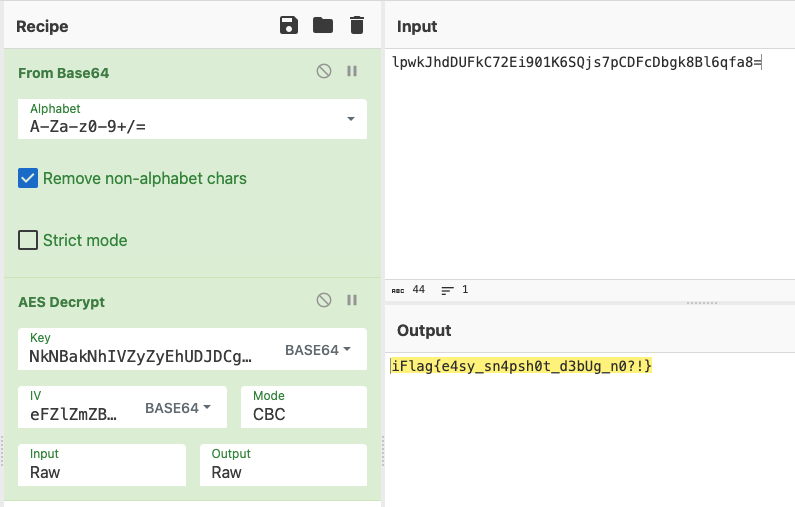 Recipe
From Base64
Alphabet
A-Za-z0-9+/=
Remove non-alphabet chars
Strict mode
AES Decrypt
Key
NkNBakNhIVZyZyEhUDJDCg…
BASE64
IV
eFZlZmZB…
BASE64
Mode
CBC
Input
Raw
Output
Raw
Input
lpwkJhdDUFkC72Ei901K6SQjs7pCDFcDbgk8Bl6qfa8=
ABC 44
1
Output
iFlag{e4sy_sn4psh0t_d3bUg_n0?!}